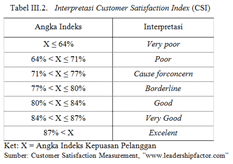 Tabel III.2. Interpretasi Customer Satisfaction Index (CSI)
Angka Indeks Interpretasi
X ≤ 64% Very poor
64% < X ≤ 71% Poor
71% < X ≤ 77% Cause forconcern
77% < X ≤ 80% Borderline
80% < X ≤ 84% Good
84% < X ≤ 87% Very Good
87% < X Excelent
Ket: X = Angka Indeks Kepuasan Pelanggan
Sumber: Customer Satisfaction Measurement, "www.leadershipfactor.com"